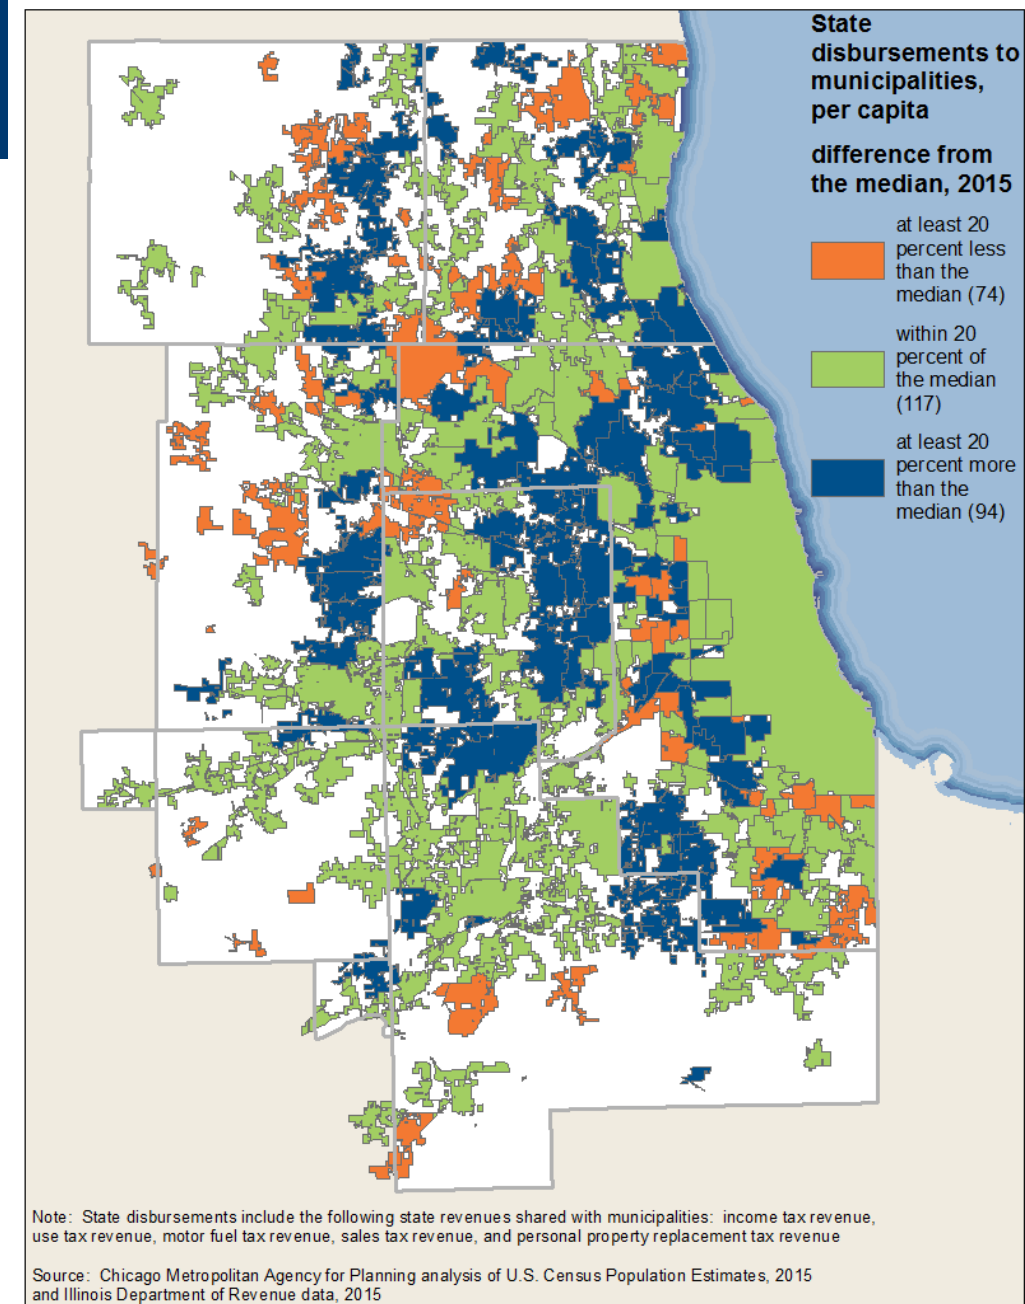 State
disbursements to
municipalities,
per capita
difference from
the median, 2015
at least 20
percent less
than the
median (74)
within 20
percent of
the median
(117)
at least 20
percent more
than the
median (94)
Note:  State disbursements include the following state revenues shared with municipalities:  income tax revenue,
use tax revenue, motor fuel tax revenue, sales tax revenue, and personal property replacement tax revenue
Source:  Chicago Metropolitan Agency for Planning analysis of U.S. Census Population Estimates, 2015
and Illinois Department of Revenue data, 2015